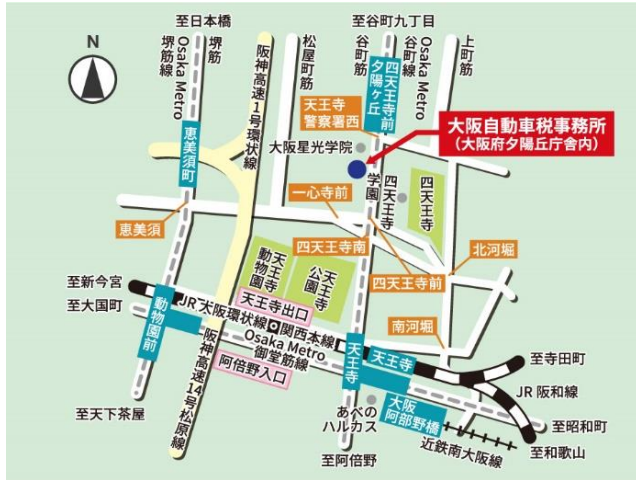 至日本橋
堺筋
Osaka Metro
堺筋線
阪神高速1号環状線
松屋町筋
至谷町九丁目
谷町筋
Osaka Metro
谷町線
上町筋
N
四天王寺前
夕陽ヶ丘
天王寺
警察署西
大阪星光学院
大阪自動車税事務所
(大阪府夕陽丘庁舎内)
恵美須町
学園
四天王寺
四天王寺
一心寺前
恵美須
四天王寺南
四天王寺前
北河堀
天王寺
動物園
天王寺
公園
至新今宮
至大国町
天王寺出口
JR大阪環状線
関西本線
Osaka Metro
御堂筋線
阿倍野入口
動物園前
阪神高速14号松原線
天王寺
天王寺
南河堀
至寺田町
JR阪和線
至天下茶屋
あべの
ハルカス
大阪
阿部野橋
至昭和町
近鉄南大阪線
至和歌山
至阿倍野